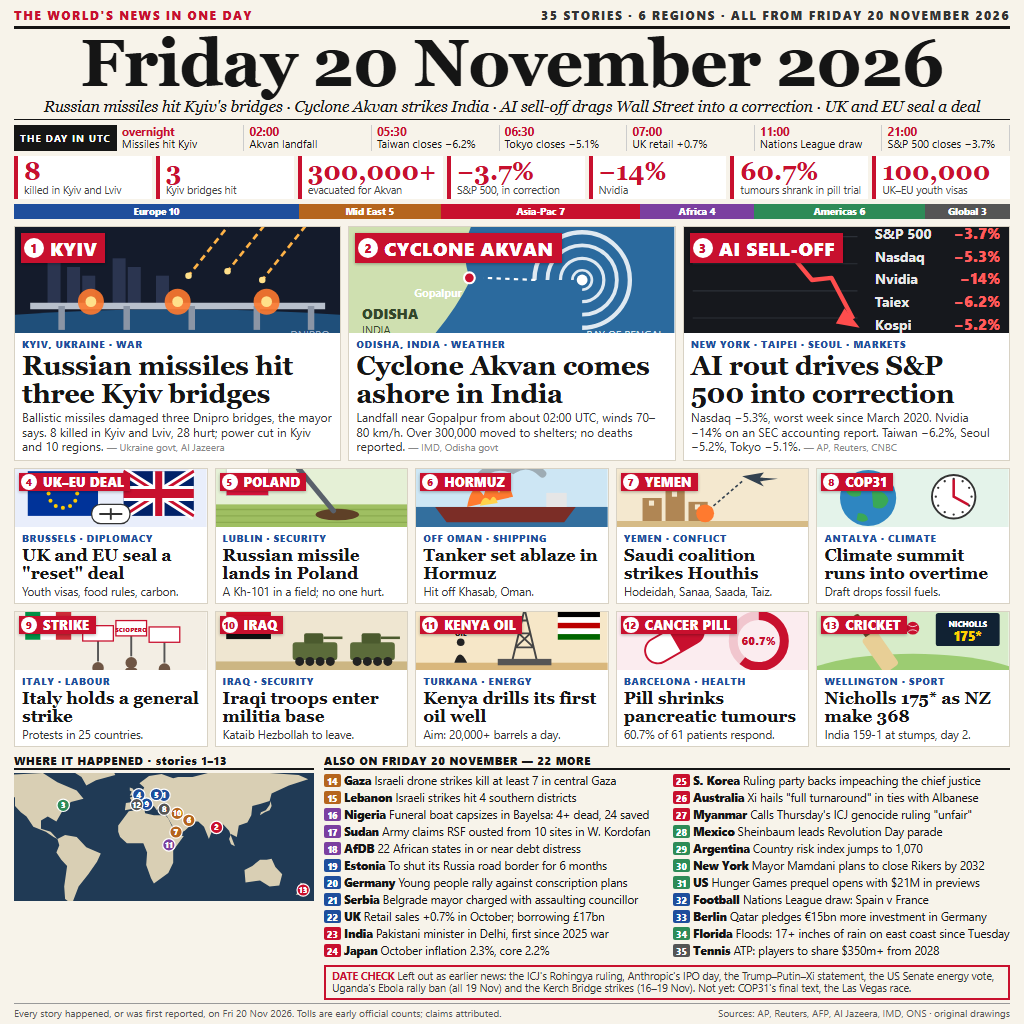 THE WORLD'S NEWS IN ONE DAY
35 STORIES · 6 REGIONS · ALL FROM FRIDAY 20 NOVEMBER 2026
Friday 20 November 2026
Russian missiles hit Kyiv's bridges · Cyclone Akvan strikes India · AI sell-off drags Wall Street into a correction · UK and EU seal a deal
THE DAY IN UTC
overnight
Missiles hit Kyiv
02:00
Akvan landfall
05:30
Taiwan closes −6.2%
06:30
Tokyo closes −5.1%
07:00
UK retail +0.7%
11:00
Nations League draw
21:00
S&P 500 closes −3.7%
8
killed in Kyiv and Lviv
3
Kyiv bridges hit
300,000+
evacuated for Akvan
−3.7%
S&P 500, in correction
−14%
Nvidia
60.7%
tumours shrank in pill trial
100,000
UK–EU youth visas
Europe 10
Mid East 5
Asia-Pac 7
Africa 4
Americas 6
Global 3
1 KYIV
DNIPRO
KYIV, UKRAINE · WAR
Russian missiles hit
three Kyiv bridges
Ballistic missiles damaged three Dnipro bridges, the mayor
says. 8 killed in Kyiv and Lviv, 28 hurt; power cut in Kyiv
and 10 regions. — Ukraine govt, Al Jazeera
2 CYCLONE AKVAN
Gopalpur
ODISHA
INDIA
BAY OF BENGAL
ODISHA, INDIA · WEATHER
Cyclone Akvan comes
ashore in India
Landfall near Gopalpur from about 02:00 UTC, winds 70–
80 km/h. Over 300,000 moved to shelters; no deaths
reported. — IMD, Odisha govt
3 AI SELL-OFF
S&P 500 −3.7%
Nasdaq −5.3%
Nvidia −14%
Taiex −6.2%
Kospi −5.2%
NEW YORK · TAIPEI · SEOUL · MARKETS
AI rout drives S&P
500 into correction
Nasdaq −5.3%, worst week since March 2020. Nvidia
−14% on an SEC accounting report. Taiwan −6.2%, Seoul
−5.2%, Tokyo −5.1%. — AP, Reuters, CNBC
4 UK–EU DEAL
BRUSSELS · DIPLOMACY
UK and EU seal a
"reset" deal
Youth visas, food rules, carbon.
5 POLAND
LUBLIN · SECURITY
Russian missile
lands in Poland
A Kh-101 in a field; no one hurt.
6 HORMUZ
OFF OMAN · SHIPPING
Tanker set ablaze in
Hormuz
Hit off Khasab, Oman.
7 YEMEN
YEMEN · CONFLICT
Saudi coalition
strikes Houthis
Hodeidah, Sanaa, Saada, Taiz.
8 COP31
ANTALYA · CLIMATE
Climate summit
runs into overtime
Draft drops fossil fuels.
9 STRIKE
SCIOPERO
ITALY · LABOUR
Italy holds a general
strike
Protests in 25 countries.
10 IRAQ
IRAQ · SECURITY
Iraqi troops enter
militia base
Kataib Hezbollah to leave.
11 KENYA OIL
TURKANA · ENERGY
Kenya drills its first
oil well
Aim: 20,000+ barrels a day.
12 CANCER PILL
60.7%
BARCELONA · HEALTH
Pill shrinks
pancreatic tumours
60.7% of 61 patients respond.
13 CRICKET
NICHOLLS
175*
WELLINGTON · SPORT
Nicholls 175* as NZ
make 368
India 159-1 at stumps, day 2.
WHERE IT HAPPENED · stories 1–13
3
4
5
1
12
9
8
10
6
7
2
11
13
ALSO ON FRIDAY 20 NOVEMBER — 22 MORE
14 Gaza Israeli drone strikes kill at least 7 in central Gaza
15 Lebanon Israeli strikes hit 4 southern districts
16 Nigeria Funeral boat capsizes in Bayelsa: 4+ dead, 24 saved
17 Sudan Army claims RSF ousted from 10 sites in W. Kordofan
18 AfDB 22 African states in or near debt distress
19 Estonia To shut its Russia road border for 6 months
20 Germany Young people rally against conscription plans
21 Serbia Belgrade mayor charged with assaulting councillor
22 UK Retail sales +0.7% in October; borrowing £17bn
23 India Pakistani minister in Delhi, first since 2025 war
24 Japan October inflation 2.3%, core 2.2%
25 S. Korea Ruling party backs impeaching the chief justice
26 Australia Xi hails "full turnaround" in ties with Albanese
27 Myanmar Calls Thursday's ICJ genocide ruling "unfair"
28 Mexico Sheinbaum leads Revolution Day parade
29 Argentina Country risk index jumps to 1,070
30 New York Mayor Mamdani plans to close Rikers by 2032
31 US Hunger Games prequel opens with $21M in previews
32 Football Nations League draw: Spain v France
33 Berlin Qatar pledges €15bn more investment in Germany
34 Florida Floods: 17+ inches of rain on east coast since Tuesday
35 Tennis ATP: players to share $350m+ from 2028
DATE CHECK Left out as earlier news: the ICJ's Rohingya ruling, Anthropic's IPO day, the Trump–Putin–Xi statement, the US Senate energy vote,
Uganda's Ebola rally ban (all 19 Nov) and the Kerch Bridge strikes (16–19 Nov). Not yet: COP31's final text, the Las Vegas race.
Every story happened, or was first reported, on Fri 20 Nov 2026. Tolls are early official counts; claims attributed.
Sources: AP, Reuters, AFP, Al Jazeera, IMD, ONS · original drawings